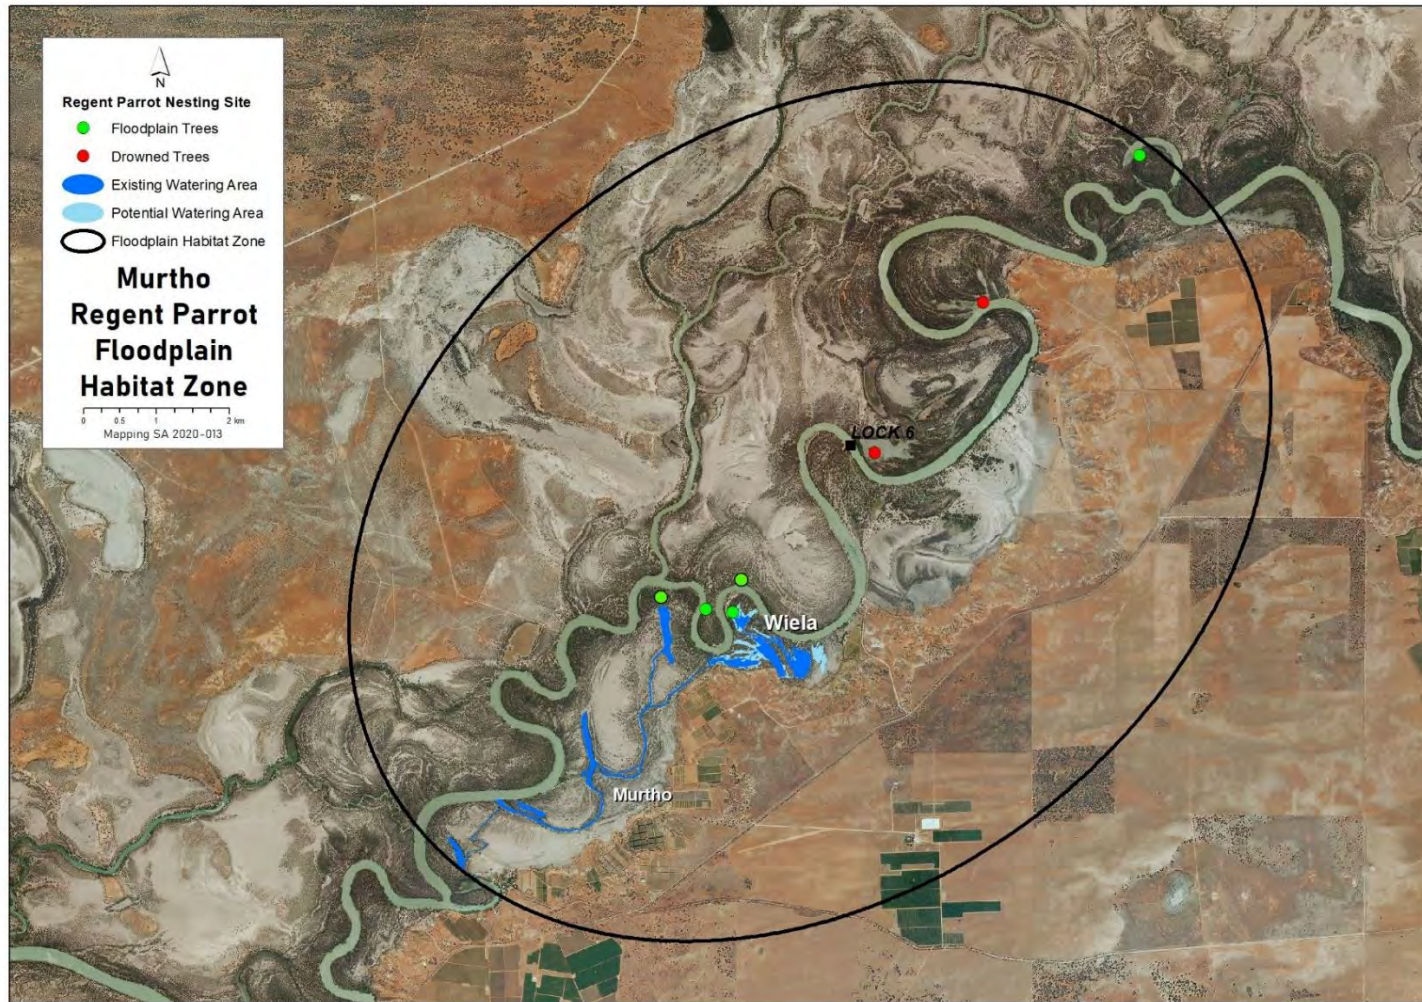 N
Regent Parrot Nesting Site
Floodplain Trees
Drowned Trees
Existing Watering Area
Potential Watering Area
Floodplain Habitat Zone
Murtho
Regent Parrot
Floodplain
Habitat Zone
0 0.5 1 2 km
Mapping SA 2020-013
LOCK 6
Wiela
Murtho